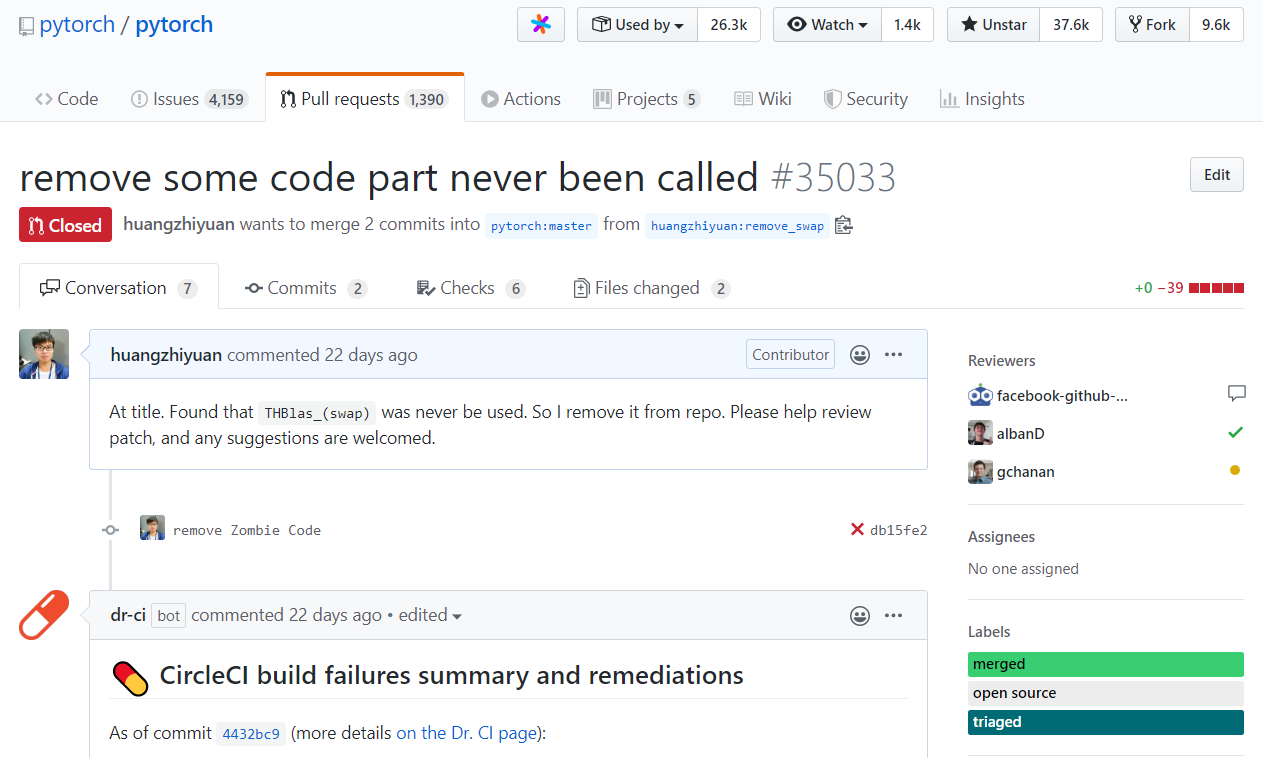 pytorch / pytorch
Used by 26.3k
Watch 1.4k
Unstar 37.6k
Fork 9.6k
Code
Issues 4,159
Pull requests 1,390
Actions
Projects 5
Wiki
Security
Insights
remove some code part never been called #35033
Edit
Closed
huangzhiyuan wants to merge 2 commits into pytorch:master from huangzhiyuan:remove_swap
Conversation 7
Commits 2
Checks 6
Files changed 2
+0 −39
huangzhiyuan commented 22 days ago
Contributor
At title. Found that THBlas_(swap) was never be used. So I remove it from repo. Please help review
patch, and any suggestions are welcomed.
remove Zombie Code
db15fe2
dr-ci bot commented 22 days ago • edited
CircleCI build failures summary and remediations
As of commit 4432bc9 (more details on the Dr. CI page):
Reviewers
facebook-github-...
albanD
gchanan
Assignees
No one assigned
Labels
merged
open source
triaged